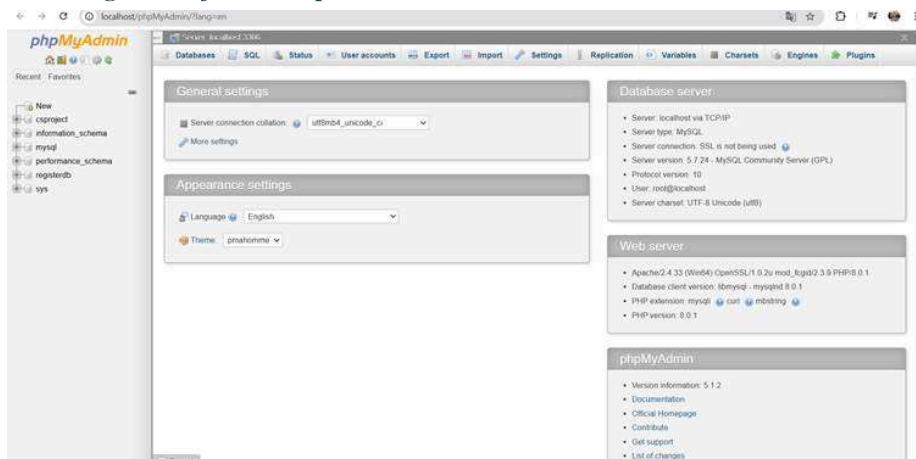 localhost/phpMyAdmin/?lang=en
phpMyAdmin
Recent Favorites
New
csproject
information_schema
mysql
performance_schema
registerdb
sys
Server: localhost:3306
Databases SQL Status User accounts Export Import Settings Replication Variables Charsets Engines Plugins
General settings
Server connection collation: utf8mb4_unicode_ci
More settings
Appearance settings
Language English
Theme: pmahomme
Database server
Server: localhost via TCP/IP
Server type: MySQL
Server connection: SSL is not being used
Server version: 5.7.24 - MySQL Community Server (GPL)
Protocol version: 10
User: root@localhost
Server charset: UTF-8 Unicode (utf8)
Web server
Apache/2.4.33 (Win64) OpenSSL/1.0.2u mod_fcgid/2.3.9 PHP/8.0.1
Database client version: libmysql - mysqlnd 8.0.1
PHP extension: mysqli curl mbstring
PHP version: 8.0.1
phpMyAdmin
Version information: 5.1.2
Documentation
Official Homepage
Contribute
Get support
List of changes